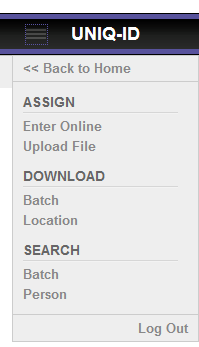 UNIQ-ID
<< Back to Home
ASSIGN
Enter Online
Upload File
DOWNLOAD
Batch
Location
SEARCH
Batch
Person
Log Out